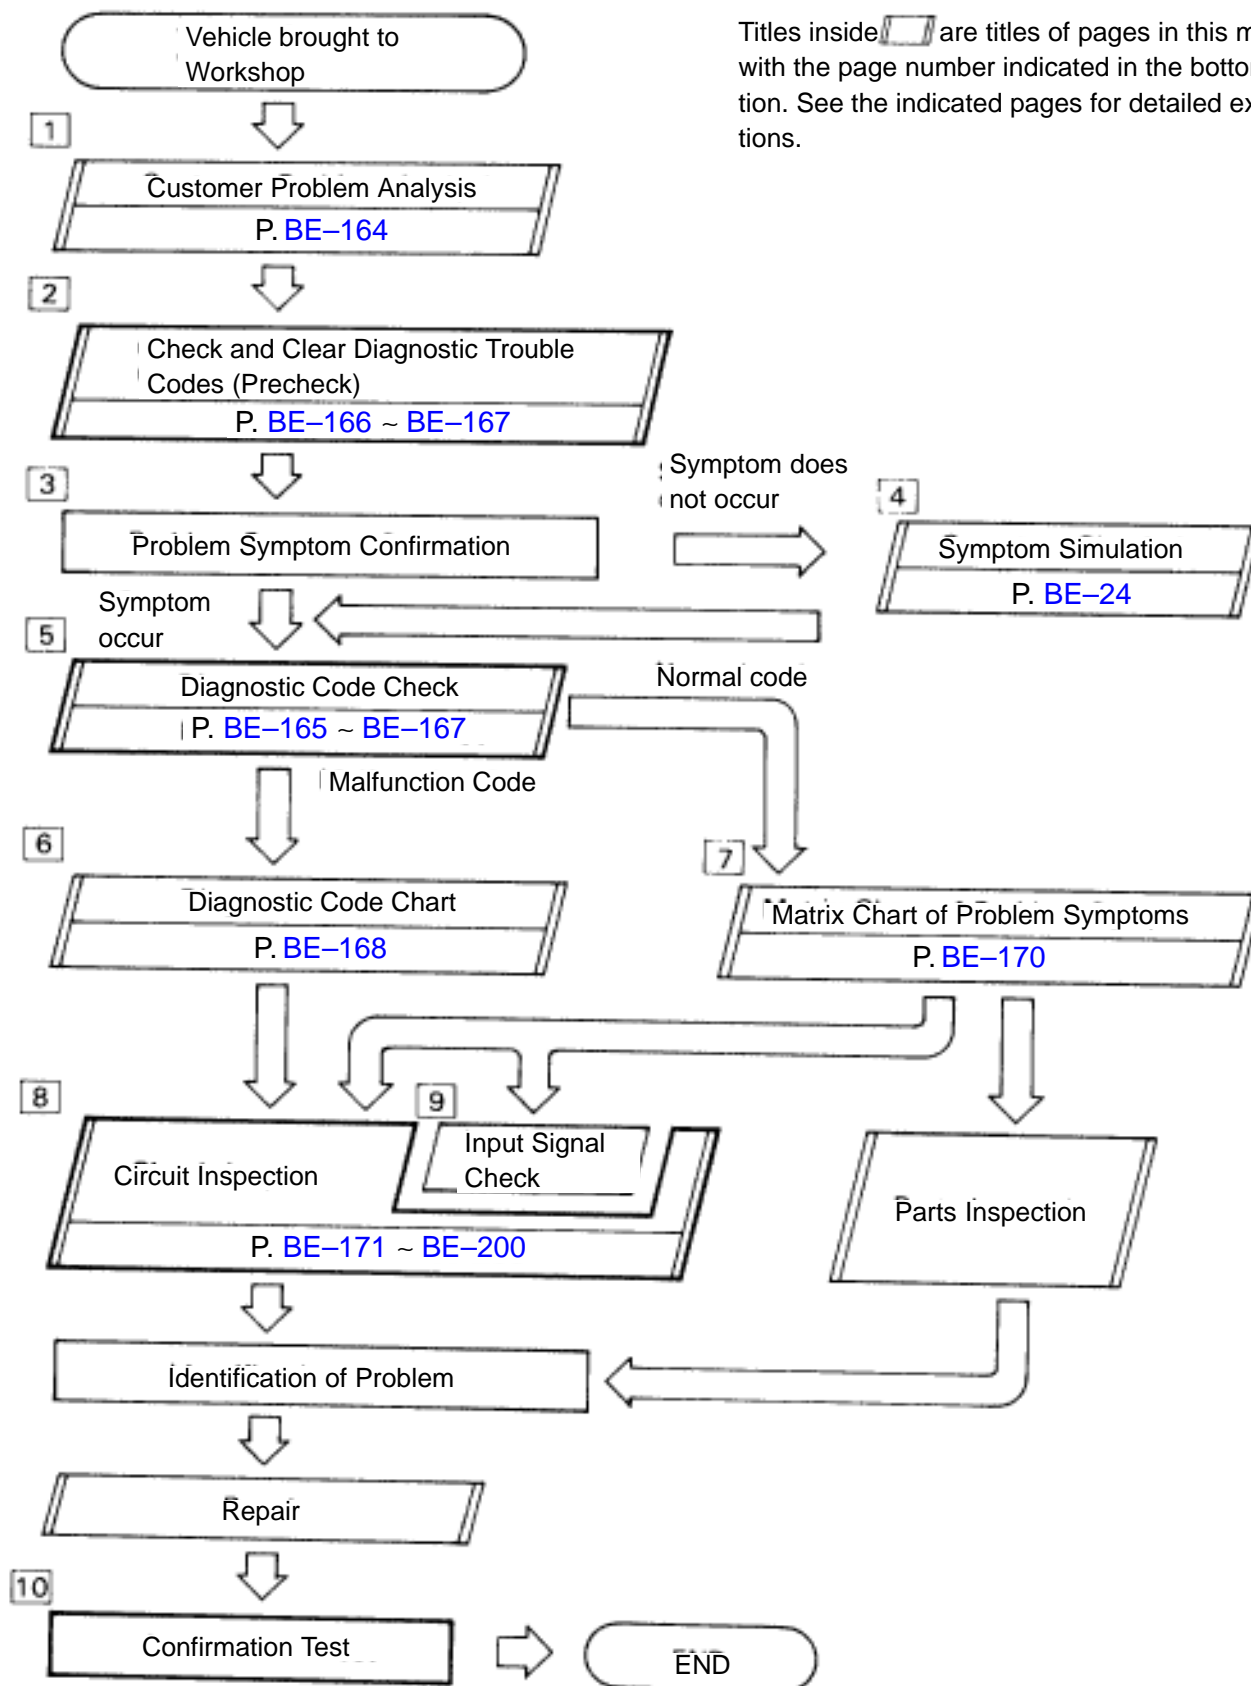 Vehicle brought to
Workshop
Titles inside are titles of pages in this m
with the page number indicated in the botto
tion. See the indicated pages for detailed ex
tions.
1
Customer Problem Analysis
P. BE–164
2
Check and Clear Diagnostic Trouble
Codes (Precheck)
P. BE–166 ~ BE–167
3
Problem Symptom Confirmation
Symptom does
not occur
4
Symptom Simulation
P. BE–24
Symptom
occur
5
Diagnostic Code Check
P. BE–165 ~ BE–167
Normal code
Malfunction Code
6
Diagnostic Code Chart
P. BE–168
7
Matrix Chart of Problem Symptoms
P. BE–170
8
Circuit Inspection
9
Input Signal
Check
P. BE–171 ~ BE–200
Parts Inspection
Identification of Problem
Repair
10
Confirmation Test
END